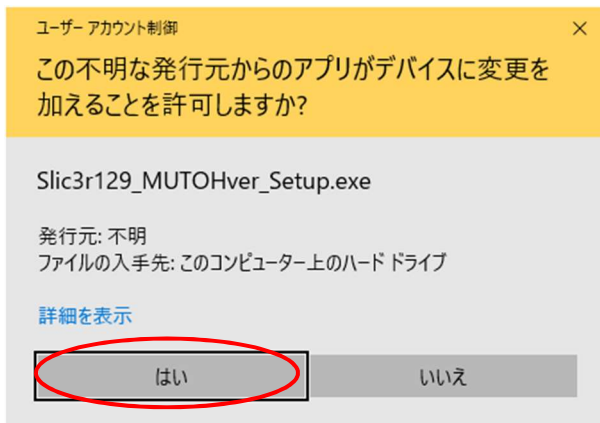 ユーザー アカウント制御
この不明な発行元からのアプリがデバイスに変更を
加えることを許可しますか?
Slic3r129_MUTOHver_Setup.exe
発行元: 不明
ファイルの入手先: このコンピューター上のハード ドライブ
詳細を表示
はい
いいえ